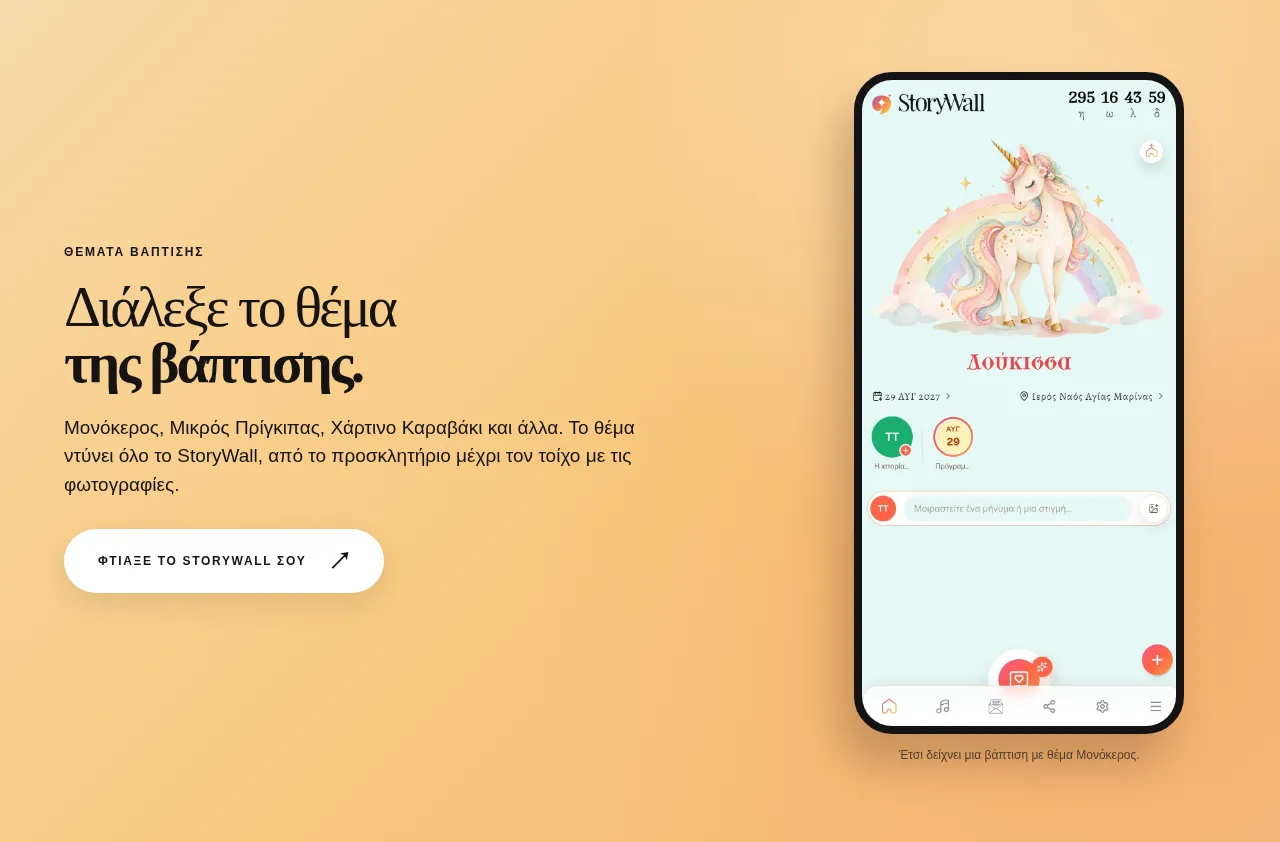 ΘΕΜΑΤΑ ΒΑΠΤΙΣΗΣ
Διάλεξε το θέμα
της βάπτισης.
Μονόκερος, Μικρός Πρίγκιπας, Χάρτινο Καραβάκι και άλλα. Το θέμα
ντύνει όλο το StoryWall, από το προσκλητήριο μέχρι τον τοίχο με τις
φωτογραφίες.
ΦΤΙΑΞΕ ΤΟ STORYWALL ΣΟΥ
StoryWall
295 16 43 59
η ω λ δ
Δούκισσα
29 ΑΥΓ 2027
Ιερός Ναός Αγίας Μαρίνας
ΤΤ
ΑΥΓ
29
Η ιστορία...
Πρόγραμ...
ΤΤ
Μοιραστείτε ένα μήνυμα ή μια στιγμή...
Έτσι δείχνει μια βάπτιση με θέμα Μονόκερος.